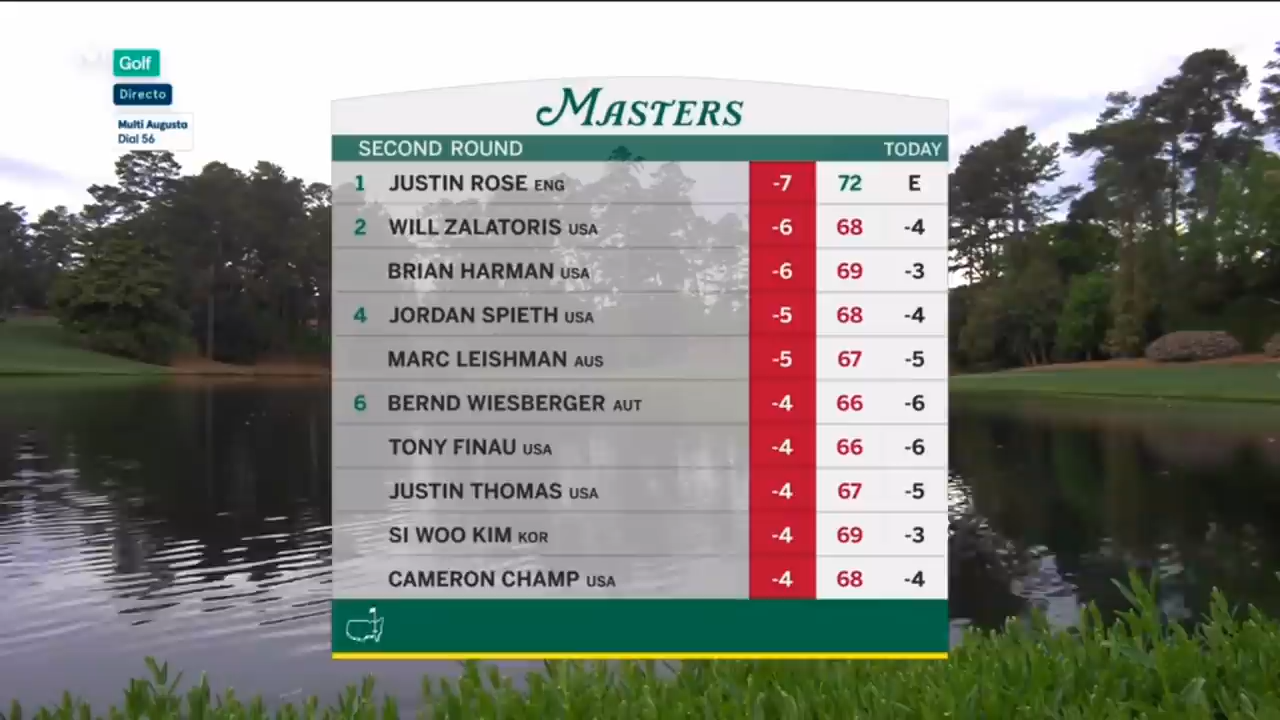 Golf
Directo
Multi Augusta
Dial 56
MASTERS
SECOND ROUND TODAY
1 JUSTIN ROSE ENG -7 72 E
2 WILL ZALATORIS USA -6 68 -4
BRIAN HARMAN USA -6 69 -3
4 JORDAN SPIETH USA -5 68 -4
MARC LEISHMAN AUS -5 67 -5
6 BERND WIESBERGER AUT -4 66 -6
TONY FINAU USA -4 66 -6
JUSTIN THOMAS USA -4 67 -5
SI WOO KIM KOR -4 69 -3
CAMERON CHAMP USA -4 68 -4